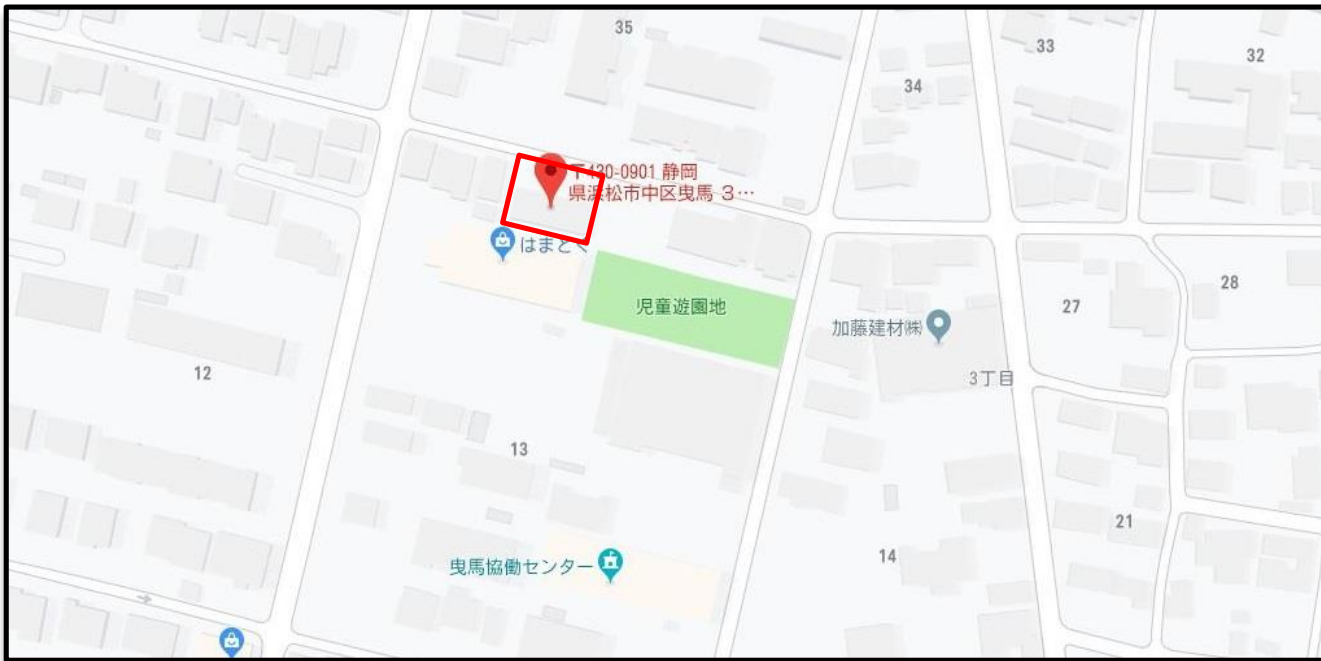 35
33
32
34
〒430-0901 静岡
県浜松市中区曳馬 3…
はまとく
28
児童遊園地
27
加藤建材㈱
12
3丁目
13
21
14
曳馬協働センター